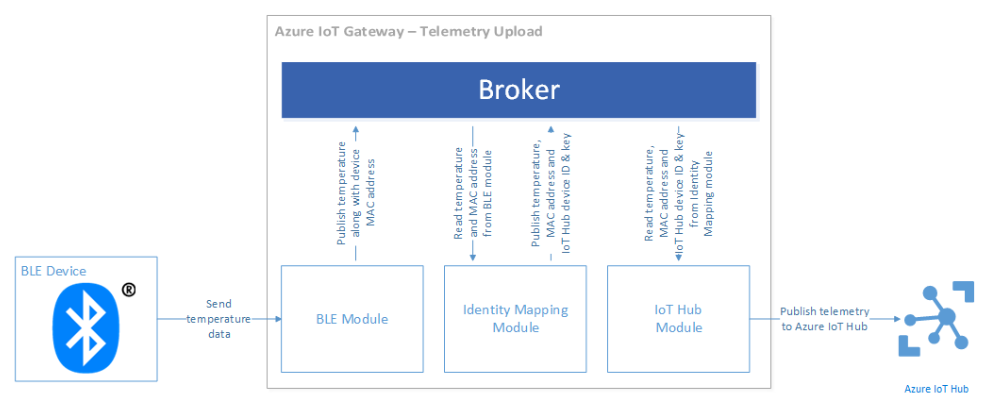 Azure IoT Gateway – Telemetry Upload
Broker
Publish temperature
along with device
MAC address
Read temperature
and MAC address
from BLE module
Publish temperature,
MAC address and
IoT Hub device ID & key
Read temperature,
MAC address and
IoT Hub device ID & key
from Identity
Mapping module
BLE Device
®
Send
temperature
data
BLE Module
Identity Mapping
Module
IoT Hub
Module
Publish telemetry
to Azure IoT Hub
Azure IoT Hub